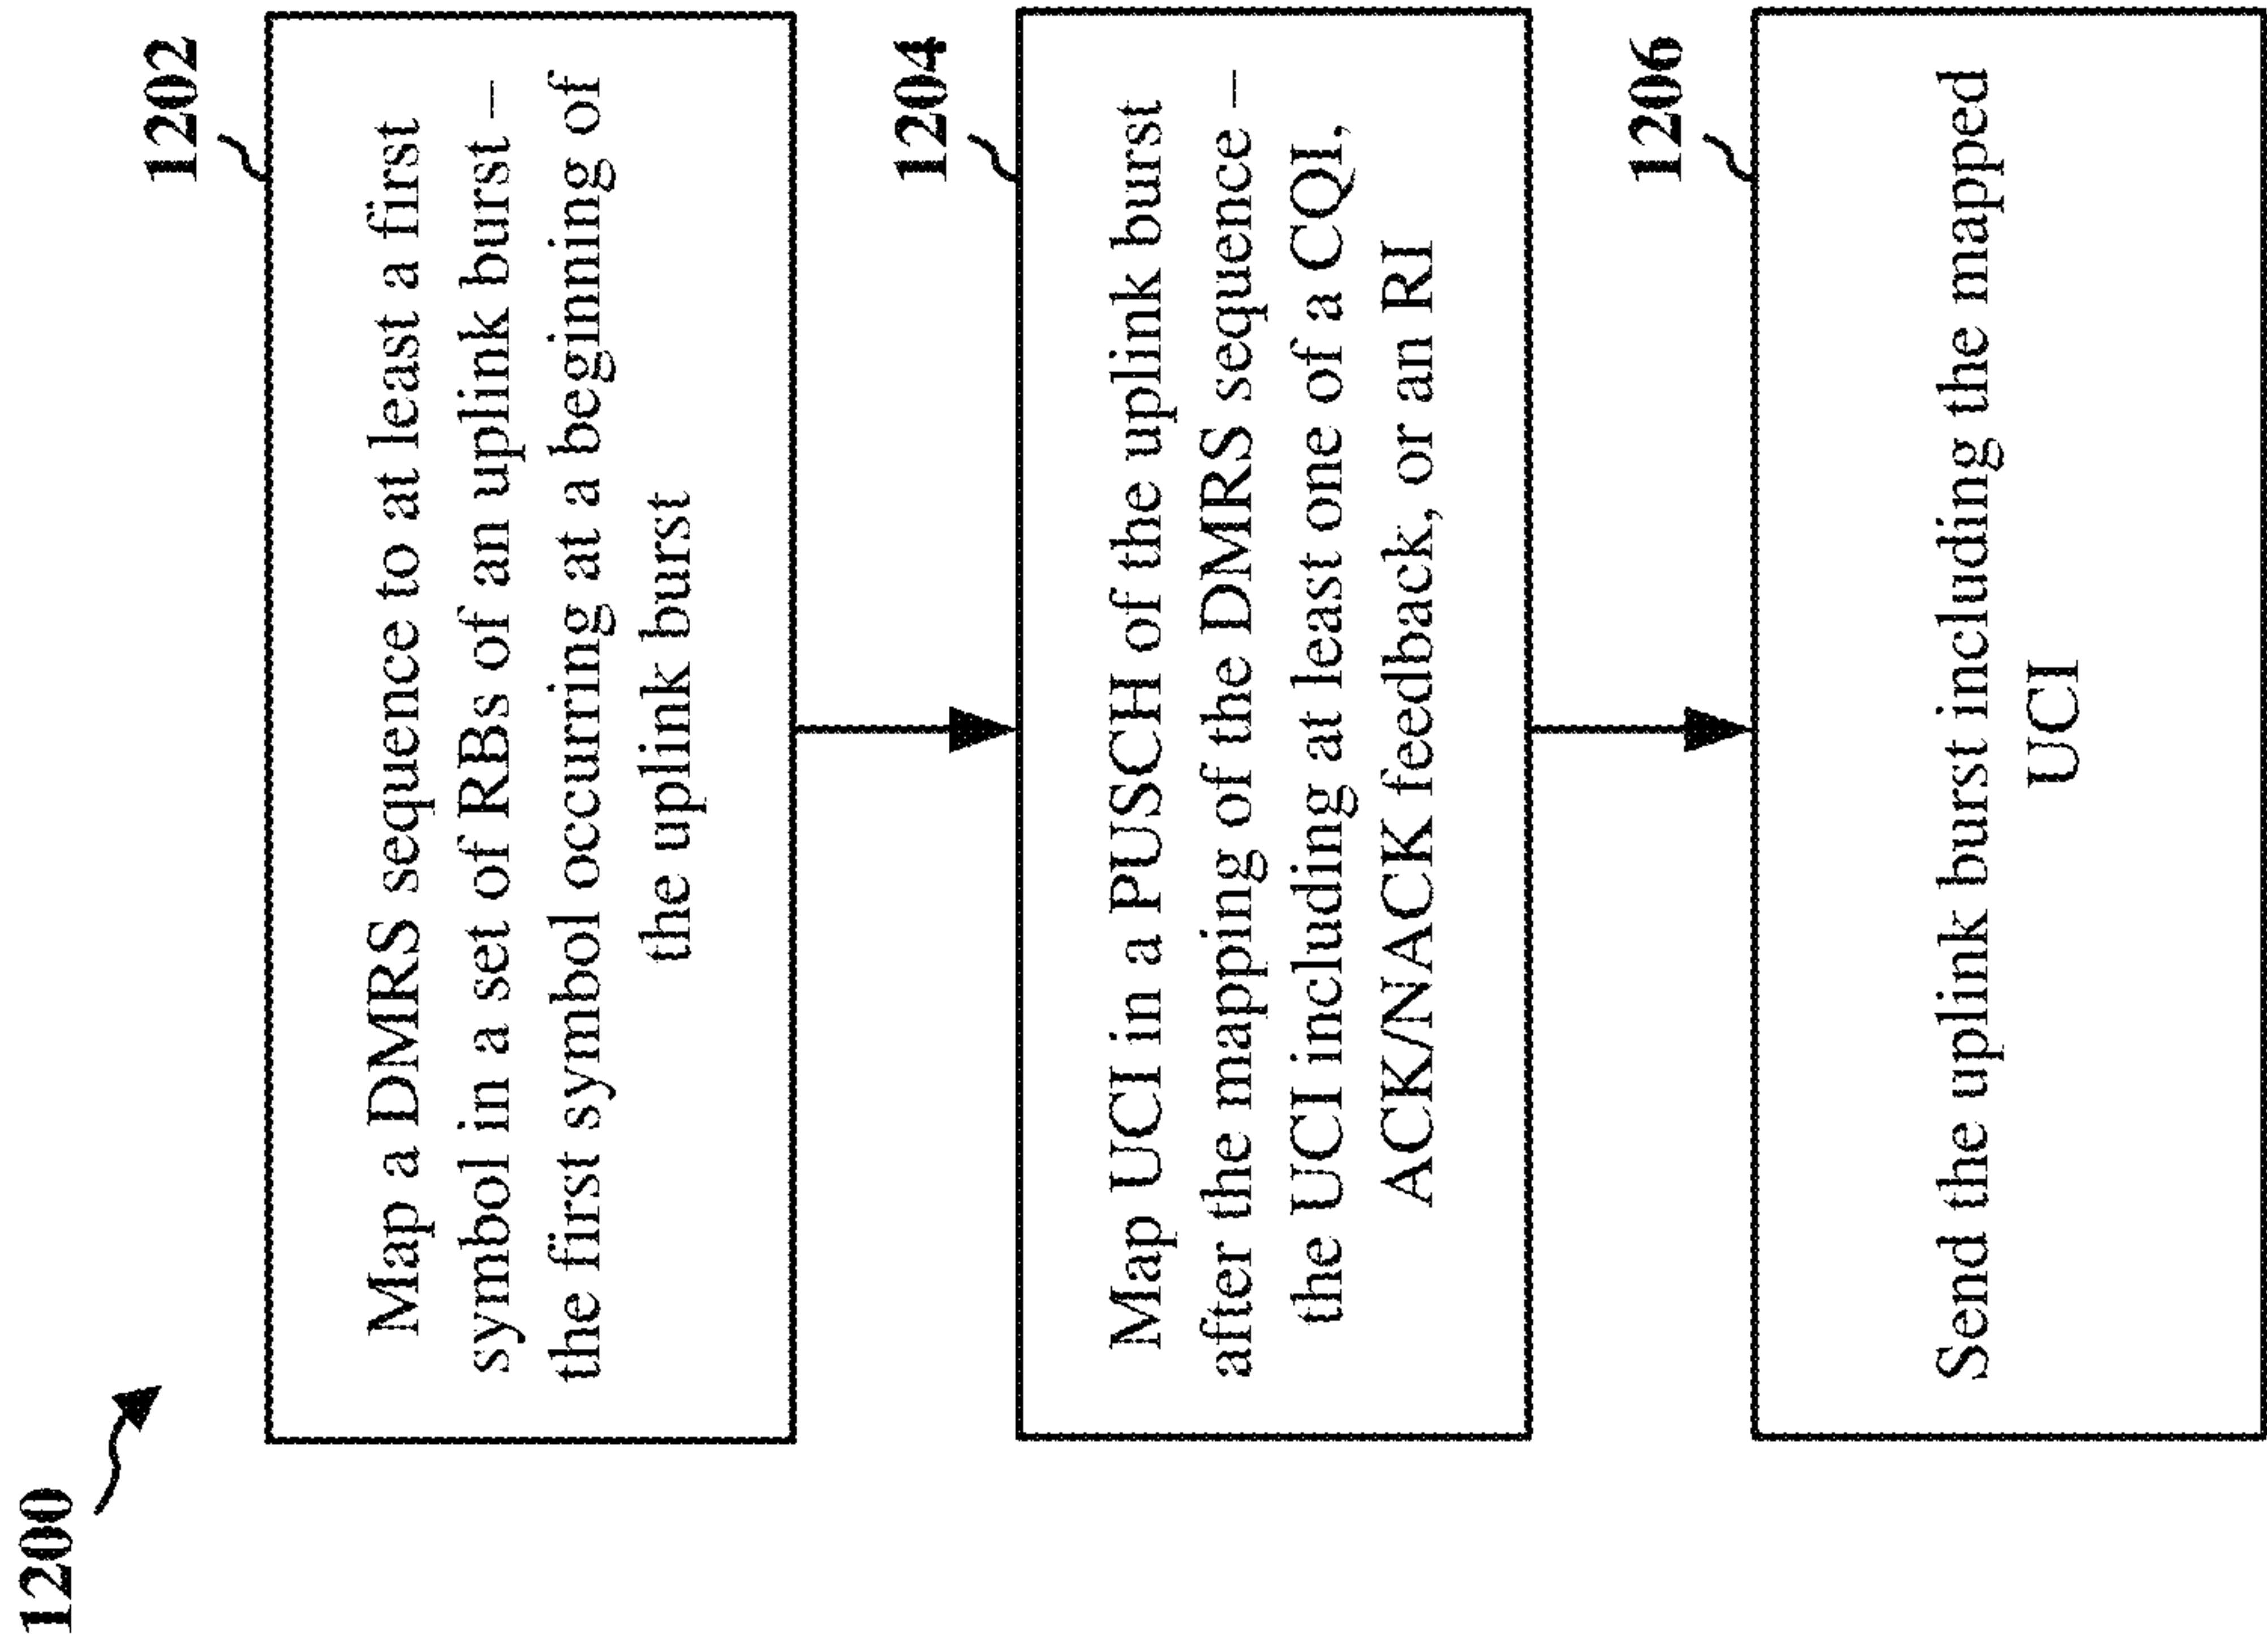 1200
1202
Map a DMRS sequence to at least a first
symbol in a set of RBs of an uplink burst –
the first symbol occurring at a beginning of
the uplink burst
1204
Map UCI in a PUSCH of the uplink burst
after the mapping of the DMRS sequence –
the UCI including at least one of a CQI,
ACK/NACK feedback, or an RI
1206
Send the uplink burst including the mapped
UCI